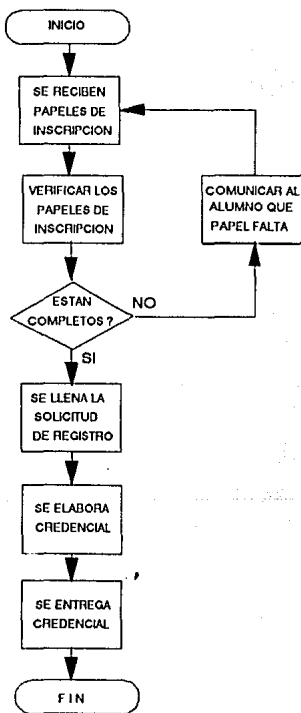 INICIO
SE RECIBEN
PAPELES DE
INSCRIPCION
VERIFICAR LOS
PAPELES DE
INSCRIPCION
COMUNICAR AL
ALUMNO QUE
PAPEL FALTA
ESTAN
COMPLETOS ?
NO
SI
SE LLENA LA
SOLICITUD
DE REGISTRO
SE ELABORA
CREDENCIAL
SE ENTREGA
CREDENCIAL
FIN